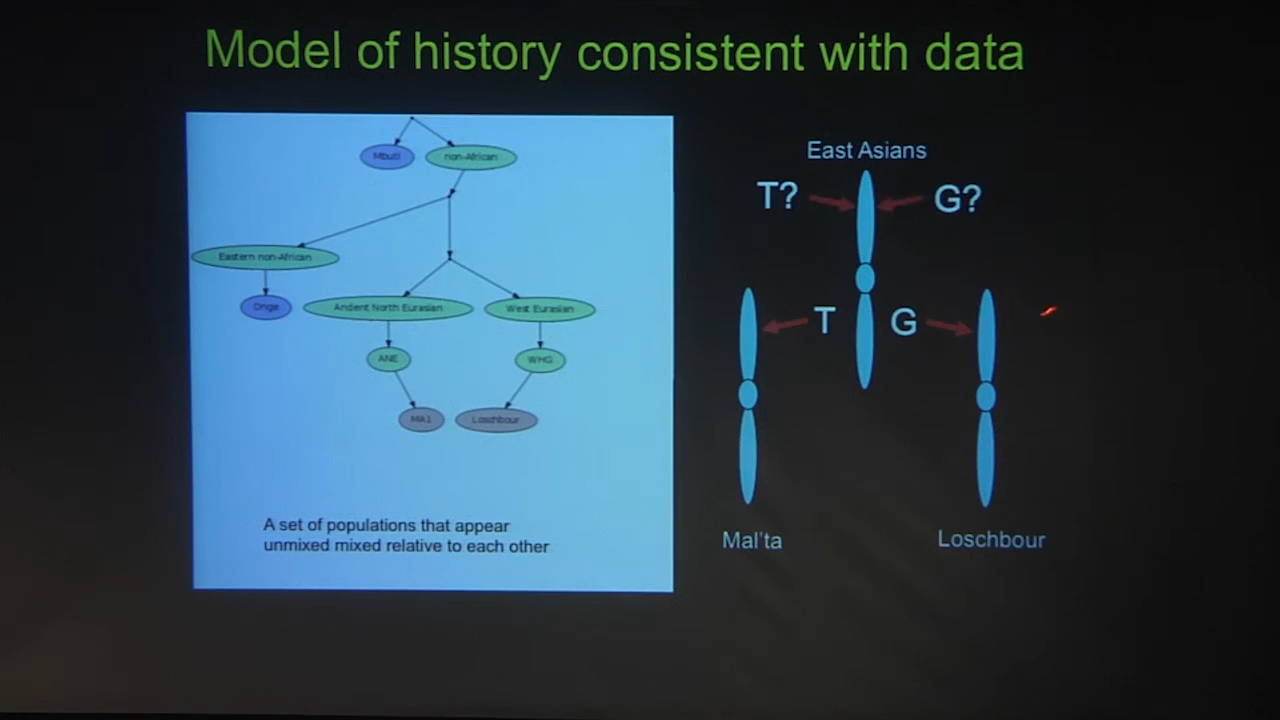 Model of history consistent with data
Mbuti
non-African
Eastern non-African
Onge
Ancient North Eurasian
West Eurasian
ANE
WHG
MA1
Loschbour
A set of populations that appear
unmixed mixed relative to each other
East Asians
T?
G?
T
G
Mal'ta
Loschbour